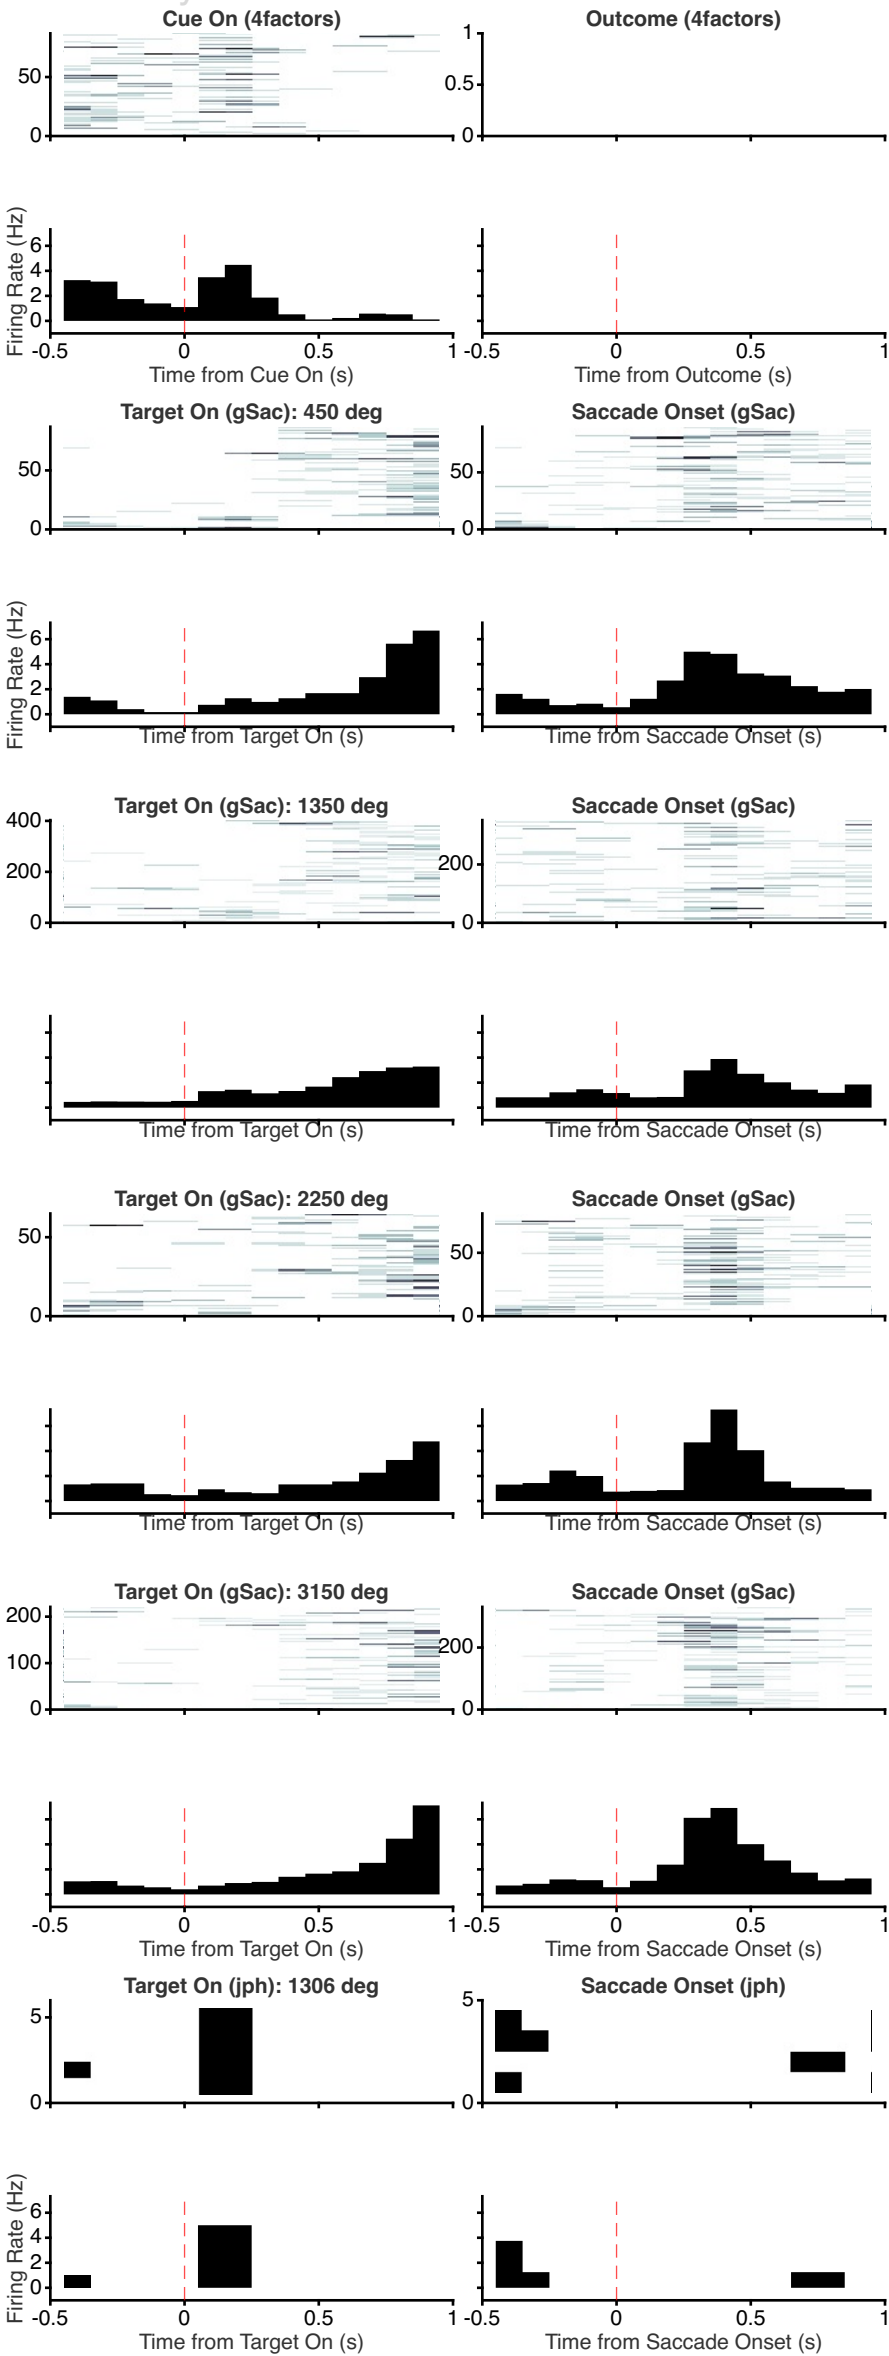 Cue On (4factors)
Outcome (4factors)
50
0
1
0.5
0
Firing Rate (Hz)
6
4
2
0
-0.5 0 0.5 1
-0.5 0 0.5 1
Time from Cue On (s)
Time from Outcome (s)
Target On (gSac): 450 deg
Saccade Onset (gSac)
50
0
50
0
Firing Rate (Hz)
6
4
2
0
Time from Target On (s)
Time from Saccade Onset (s)
Target On (gSac): 1350 deg
Saccade Onset (gSac)
400
200
0
200
0
Time from Target On (s)
Time from Saccade Onset (s)
Target On (gSac): 2250 deg
Saccade Onset (gSac)
50
0
50
0
Time from Target On (s)
Time from Saccade Onset (s)
Target On (gSac): 3150 deg
Saccade Onset (gSac)
200
100
0
200
0
-0.5 0 0.5 1
-0.5 0 0.5 1
Time from Target On (s)
Time from Saccade Onset (s)
Target On (jph): 1306 deg
Saccade Onset (jph)
5
0
5
0
Firing Rate (Hz)
6
4
2
0
-0.5 0 0.5 1
-0.5 0 0.5 1
Time from Target On (s)
Time from Saccade Onset (s)